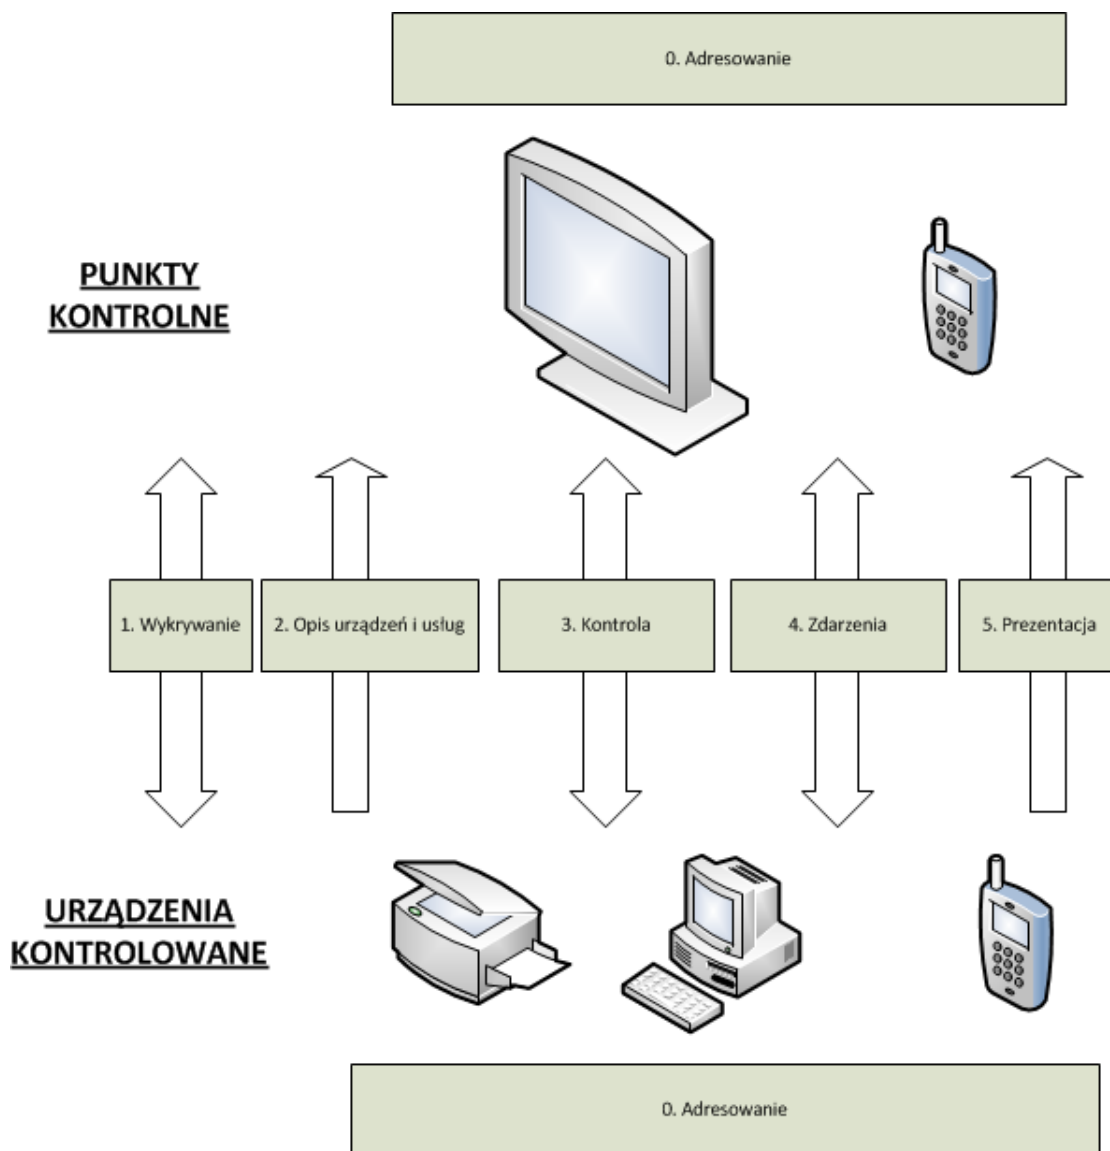 0. Adresowanie
PUNKTY
KONTROLNE
1. Wykrywanie
2. Opis urządzeń i usług
3. Kontrola
4. Zdarzenia
5. Prezentacja
URZĄDZENIA
KONTROLOWANE
0. Adresowanie